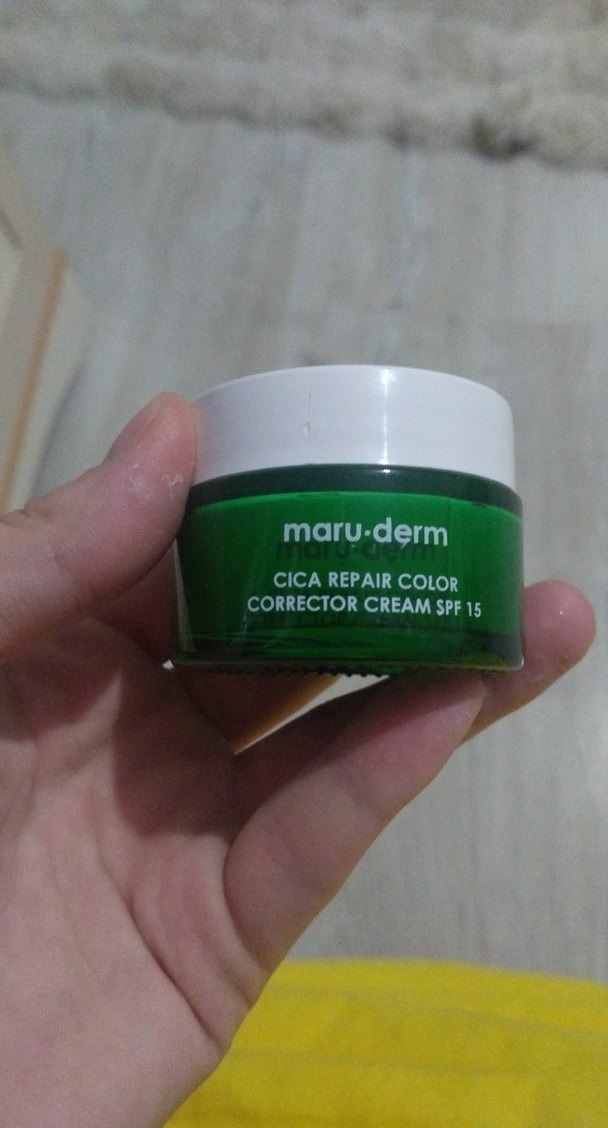 maru·derm
CICA REPAIR COLOR
CORRECTOR CREAM SPF 15